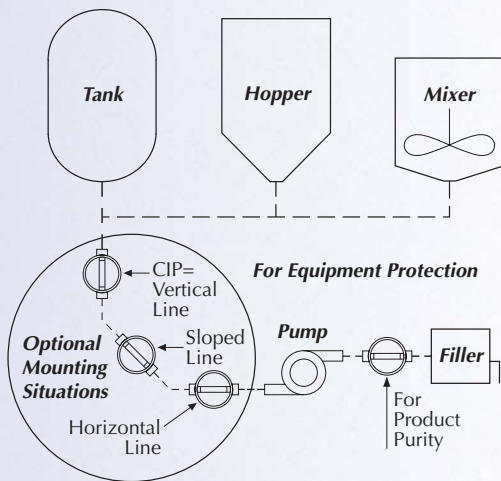 Tank
Hopper
Mixer
CIP=
Vertical
Line
For Equipment Protection
Optional
Mounting
Situations
Sloped
Line
Horizontal
Line
Pump
Filler
For
Product
Purity